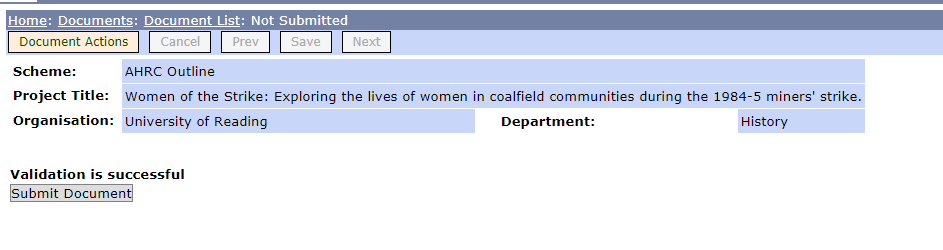 Home: Documents: Document List: Not Submitted
Document Actions Cancel Prev Save Next
Scheme: AHRC Outline
Project Title: Women of the Strike: Exploring the lives of women in coalfield communities during the 1984-5 miners' strike.
Organisation: University of Reading Department: History
Validation is successful
Submit Document